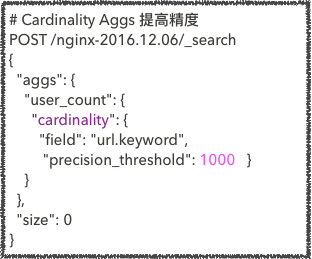 # Cardinality Aggs 提高精度
POST /nginx-2016.12.06/_search
{
  "aggs": {
    "user_count": {
      "cardinality": {
        "field": "url.keyword",
         "precision_threshold": 1000   }
    }
  },
  "size": 0
}